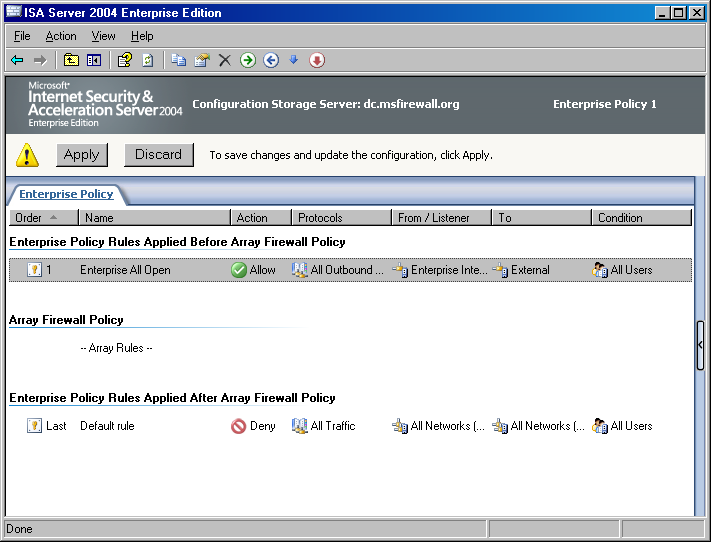 ISA Server 2004 Enterprise Edition
File Action View Help
Microsoft®
Internet Security &
Acceleration Server 2004
Enterprise Edition
Configuration Storage Server: dc.msfirewall.org
Enterprise Policy 1
Apply Discard To save changes and update the configuration, click Apply.
Enterprise Policy
Order Name Action Protocols From / Listener To Condition
Enterprise Policy Rules Applied Before Array Firewall Policy
1 Enterprise All Open Allow All Outbound ... Enterprise Inte... External All Users
Array Firewall Policy
-- Array Rules --
Enterprise Policy Rules Applied After Array Firewall Policy
Last Default rule Deny All Traffic All Networks (... All Networks (... All Users
Done